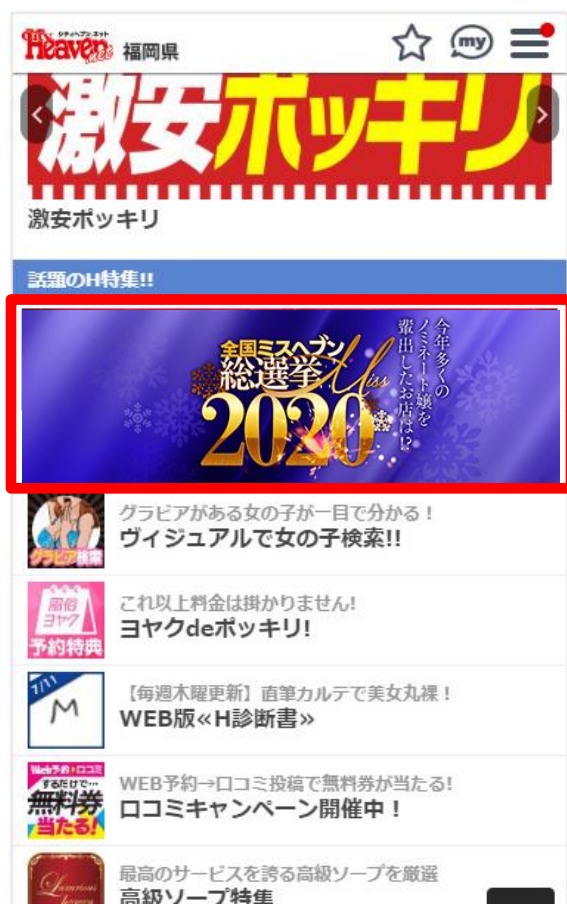 シティヘブンネット
Heaven net
福岡県
my
激安ポッキリ
激安ポッキリ
話題のH特集!!
今年多くの
ノミネート嬢を
輩出したお店は!?
全国ミスヘブン
総選挙
Miss
2020
グラビアがある女の子が一目で分かる！
ヴィジュアルで女の子検索!!
グラビア検索
これ以上料金は掛かりません!
ヨヤクdeポッキリ!
風俗
ヨヤク
予約特典
【毎週木曜更新】直筆カルテで美女丸裸！
WEB版≪H診断書≫
7/11
M
WEB予約→口コミ投稿で無料券が当たる!
口コミキャンペーン開催中！
Web予約・口コミ
するだけで…
無料券
当たる!
最高のサービスを誇る高級ソープを厳選
高級ソープ特集
Luxurious
heaven